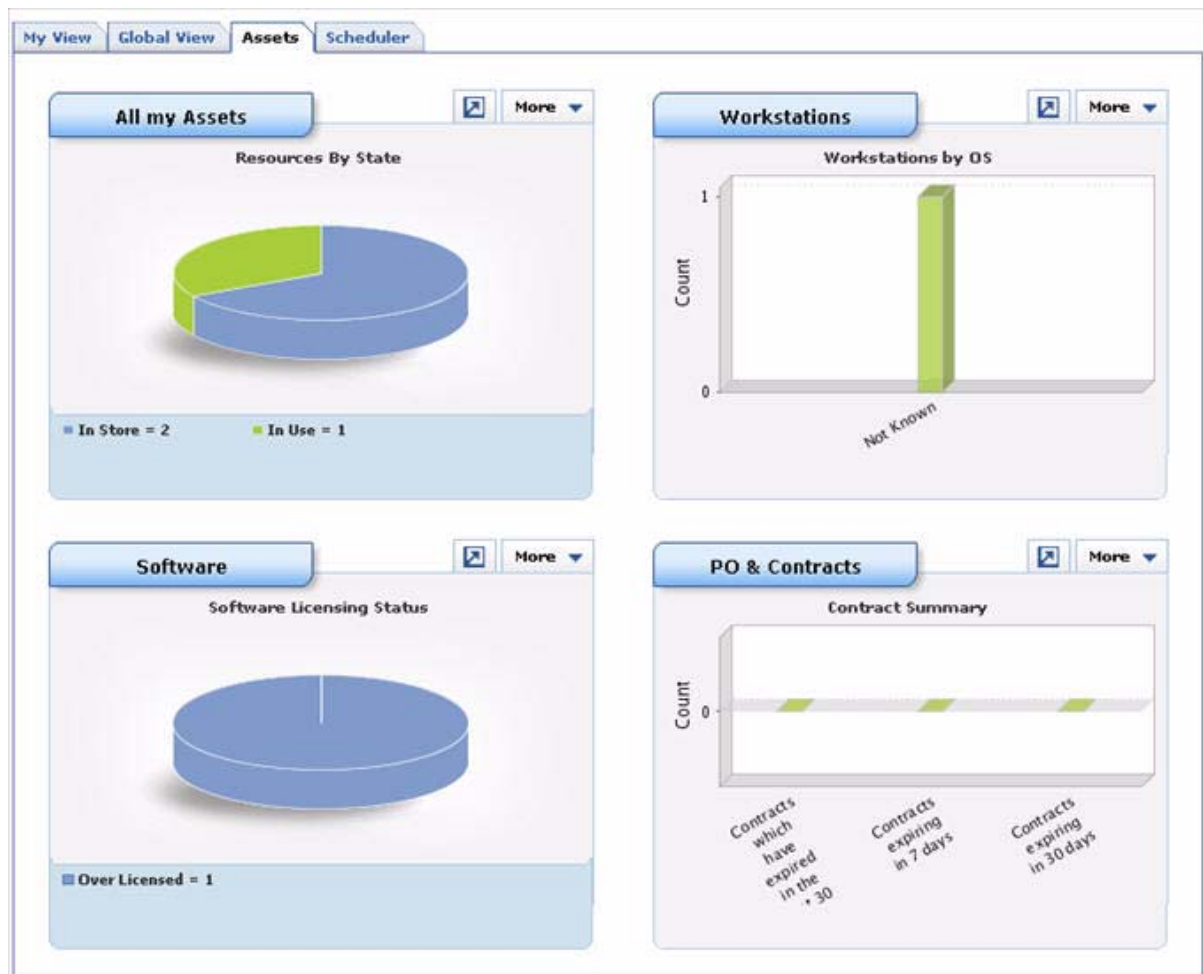 My View
Global View
Assets
Scheduler
All my Assets
More
Resources By State
In Store = 2
In Use = 1
Workstations
More
Workstations by OS
Count
1
0
Not Known
Software
More
Software Licensing Status
Over Licensed = 1
PO & Contracts
More
Contract Summary
Count
0
Contracts
which
have
expired
in the
30
Contracts
expiring
in 7 days
Contracts
expiring
in 30 days